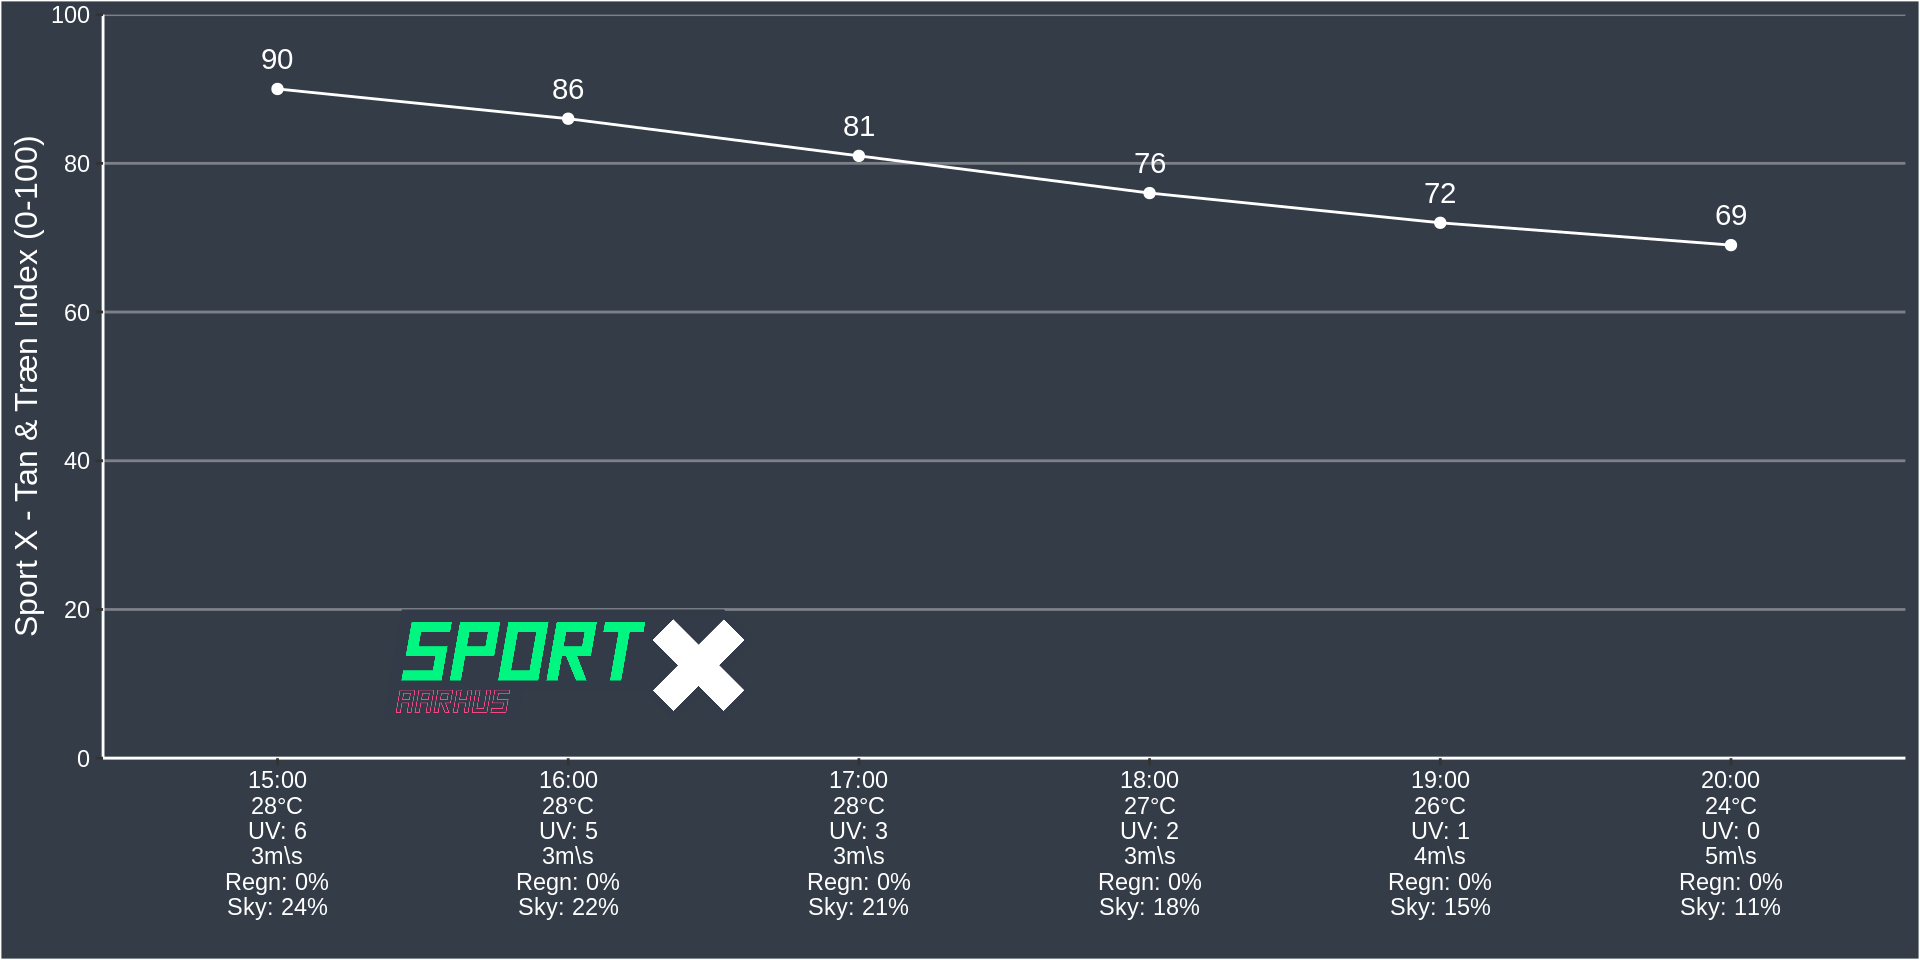 Sport X - Tan & Træn Index (0-100)
100
80
60
40
20
0
90
86
81
76
72
69
SPORT X
AARHUS
15:00
28°C
UV: 6
3m\s
Regn: 0%
Sky: 24%
16:00
28°C
UV: 5
3m\s
Regn: 0%
Sky: 22%
17:00
28°C
UV: 3
3m\s
Regn: 0%
Sky: 21%
18:00
27°C
UV: 2
3m\s
Regn: 0%
Sky: 18%
19:00
26°C
UV: 1
4m\s
Regn: 0%
Sky: 15%
20:00
24°C
UV: 0
5m\s
Regn: 0%
Sky: 11%